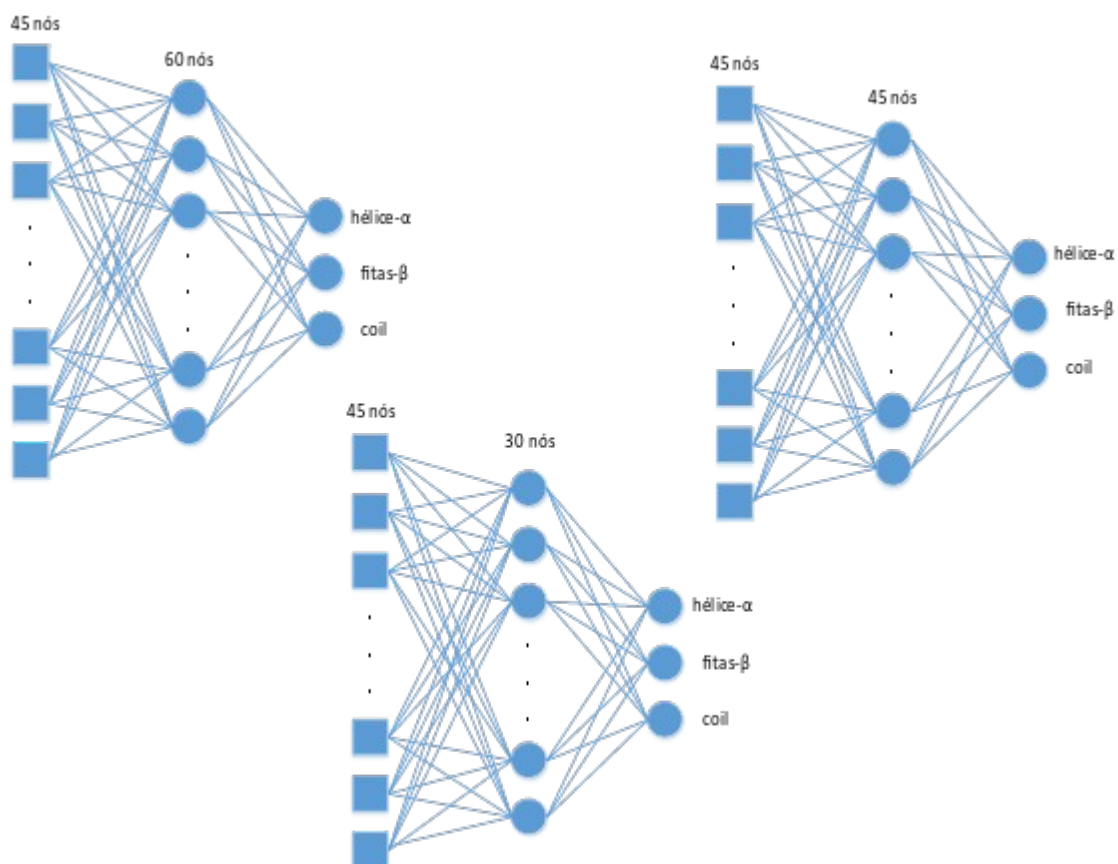 45 nós
60 nós
hélice-α
fitas-β
coil
45 nós
45 nós
hélice-α
fitas-β
coil
45 nós
30 nós
hélice-α
fitas-β
coil